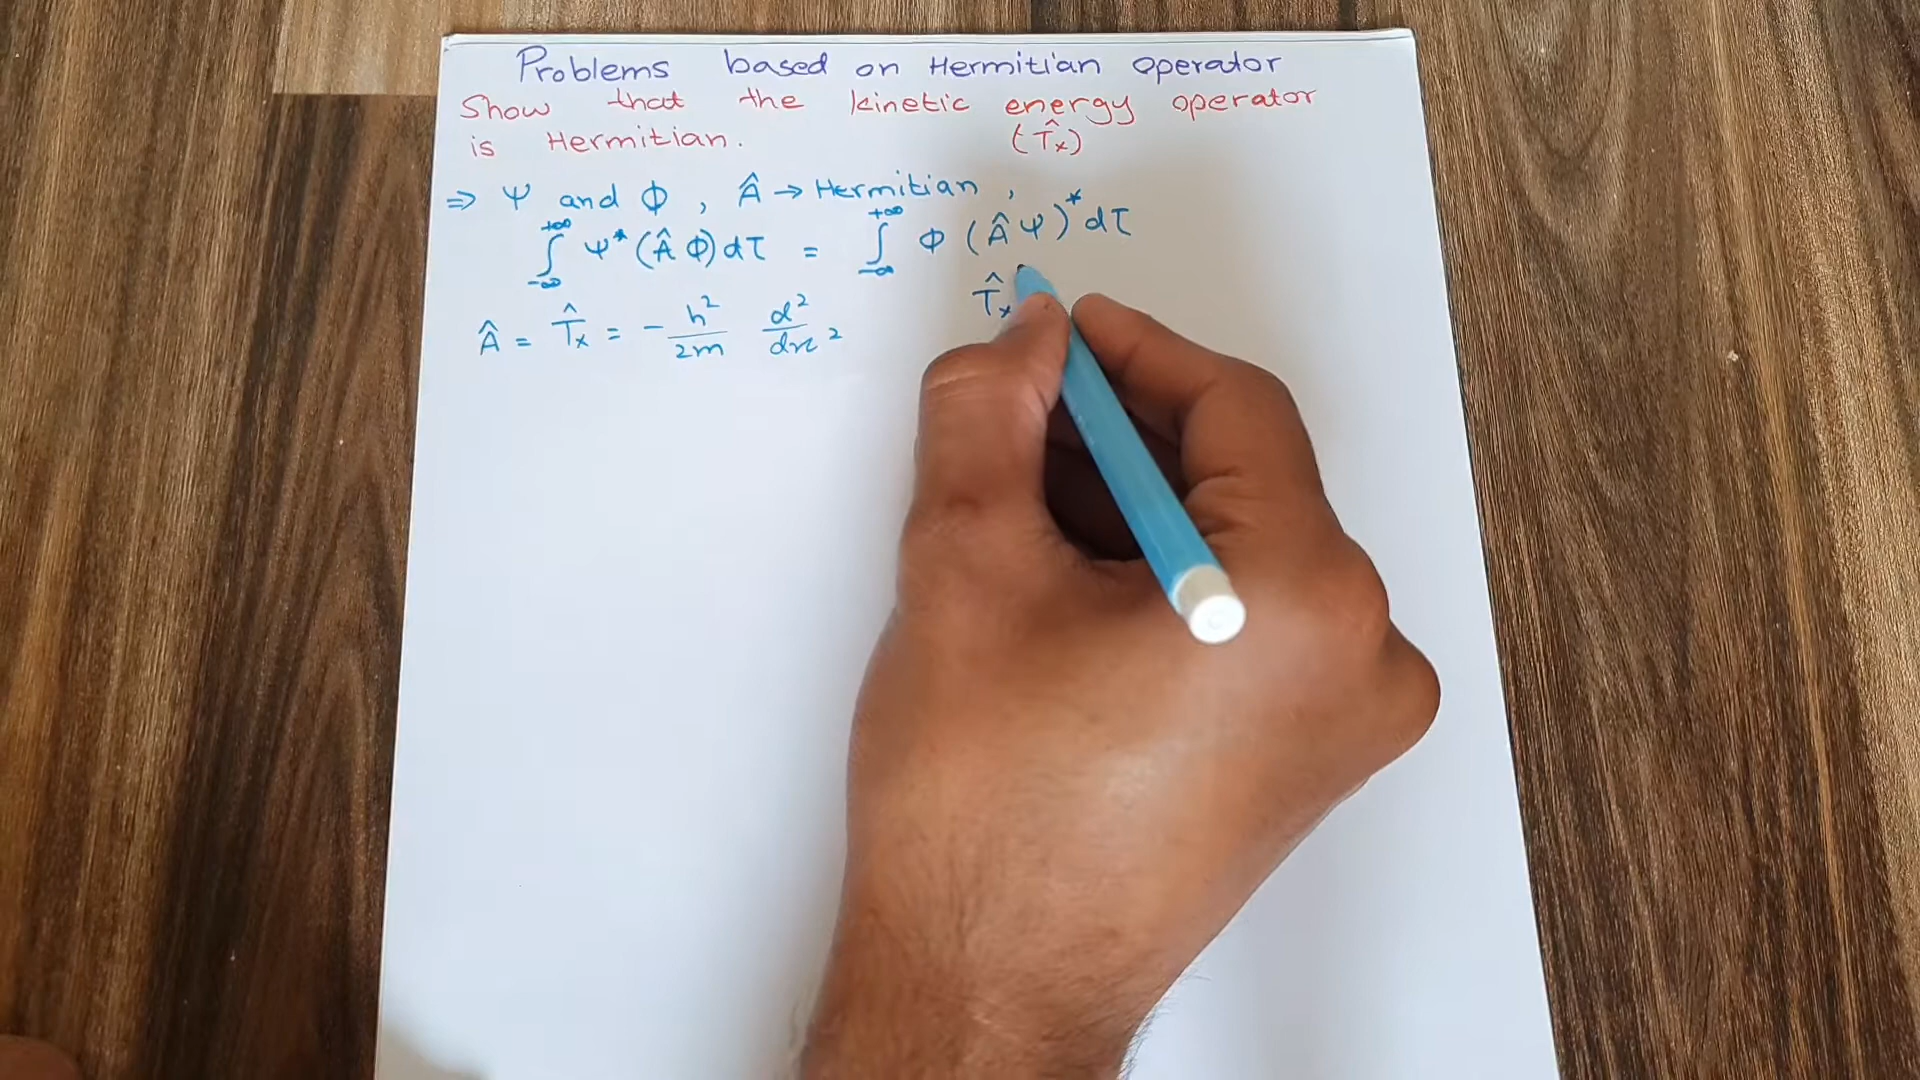 Problems based on Hermitian operator
Show that the kinetic energy operator
is Hermitian. (T̂ₓ)
⇒ Ψ and Φ , Â → Hermitian ,
∫₋∞⁺∞ Ψ* (Â Φ) dτ = ∫₋∞⁺∞ Φ (Â Ψ)* dτ
T̂ₓ
Â = T̂ₓ = - h²/2m d²/dx²